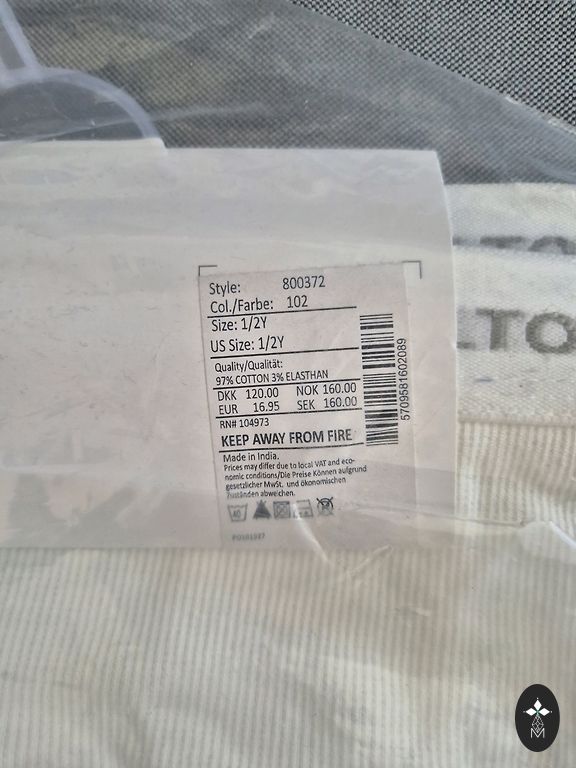 Style: 800372
Col./Farbe: 102
Size: 1/2Y
US Size: 1/2Y
Quality/Qualität:
97% COTTON 3% ELASTHAN
DKK 120.00 NOK 160.00
EUR 16.95 SEK 160.00
RN# 104973
KEEP AWAY FROM FIRE
Made in India.
Prices may differ due to local VAT and eco-
nomic conditions/Die Preise Können aufgrund
gesetzlicher MwSt. und ökonomischen
Zuständen abweichen.
40
5709581602089
LTO
M